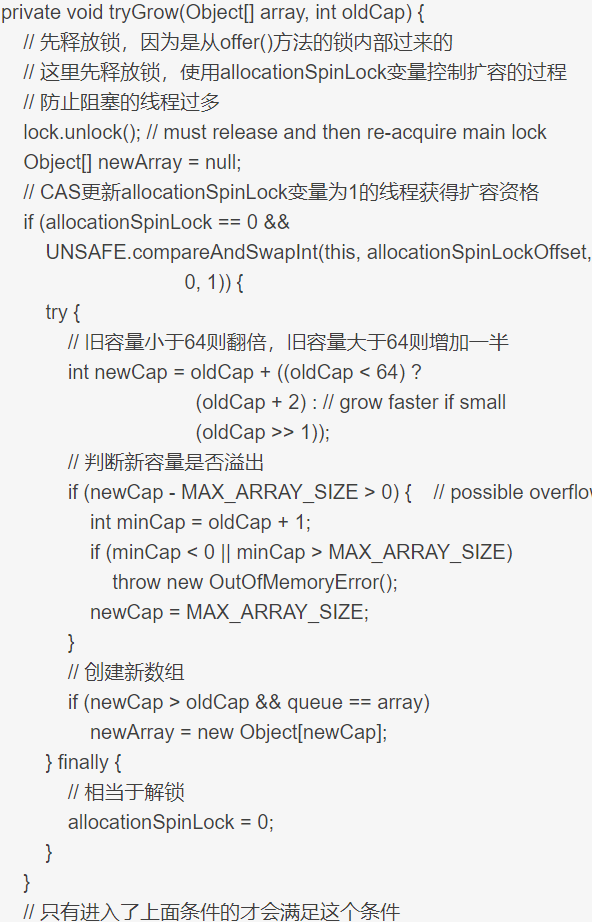 private void tryGrow(Object[] array, int oldCap) {
// 先释放锁，因为是从offer()方法的锁内部过来的
// 这里先释放锁，使用allocationSpinLock变量控制扩容的过程
// 防止阻塞的线程过多
lock.unlock(); // must release and then re-acquire main lock
Object[] newArray = null;
// CAS更新allocationSpinLock变量为1的线程获得扩容资格
if (allocationSpinLock == 0 &&
UNSAFE.compareAndSwapInt(this, allocationSpinLockOffset,
0, 1)) {
try {
// 旧容量小于64则翻倍，旧容量大于64则增加一半
int newCap = oldCap + ((oldCap < 64) ?
(oldCap + 2) : // grow faster if small
(oldCap >> 1));
// 判断新容量是否溢出
if (newCap - MAX_ARRAY_SIZE > 0) {    // possible overflow
int minCap = oldCap + 1;
if (minCap < 0 || minCap > MAX_ARRAY_SIZE)
throw new OutOfMemoryError();
newCap = MAX_ARRAY_SIZE;
}
// 创建新数组
if (newCap > oldCap && queue == array)
newArray = new Object[newCap];
} finally {
// 相当于解锁
allocationSpinLock = 0;
}
}
// 只有进入了上面条件的才会满足这个条件